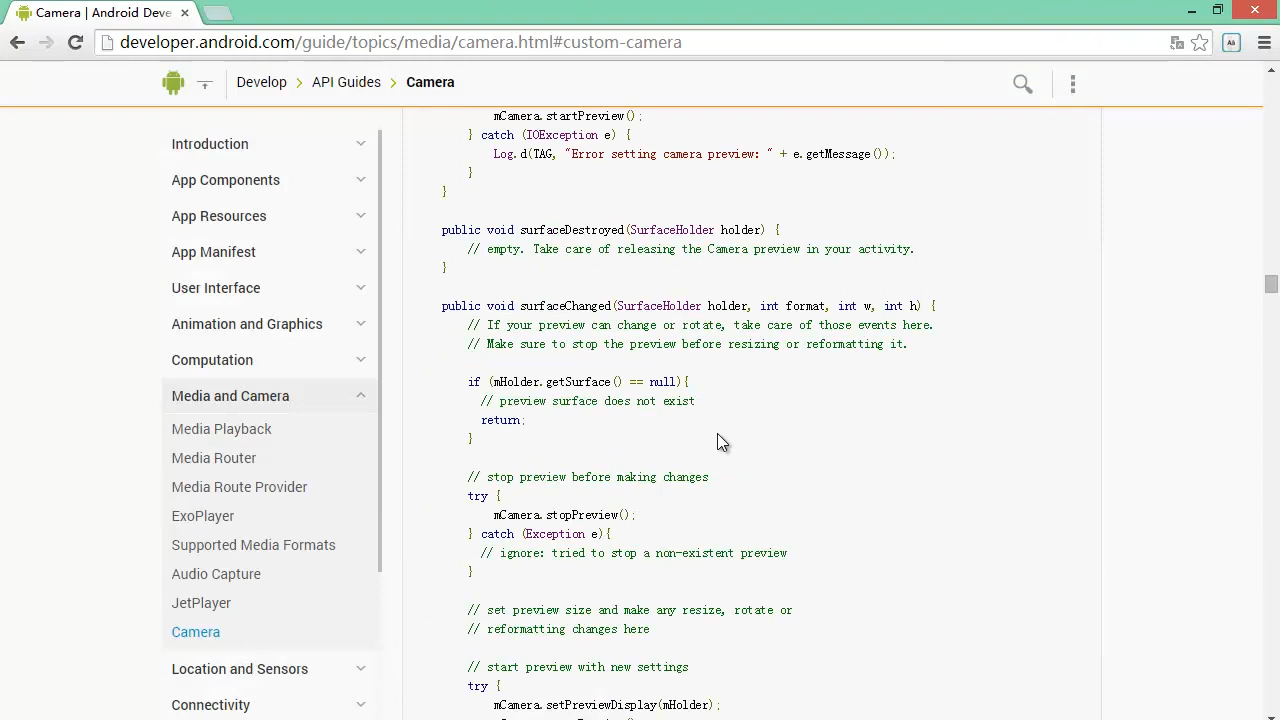 Camera | Android Deve
developer.android.com/guide/topics/media/camera.html#custom-camera
Develop > API Guides > Camera
Introduction
App Components
App Resources
App Manifest
User Interface
Animation and Graphics
Computation
Media and Camera
Media Playback
Media Router
Media Route Provider
ExoPlayer
Supported Media Formats
Audio Capture
JetPlayer
Camera
Location and Sensors
Connectivity
mCamera.startPreview();
} catch (IOException e) {
Log.d(TAG, "Error setting camera preview: " + e.getMessage());
}
}
public void surfaceDestroyed(SurfaceHolder holder) {
// empty. Take care of releasing the Camera preview in your activity.
}
public void surfaceChanged(SurfaceHolder holder, int format, int w, int h) {
// If your preview can change or rotate, take care of those events here.
// Make sure to stop the preview before resizing or reformatting it.
if (mHolder.getSurface() == null){
// preview surface does not exist
return;
}
// stop preview before making changes
try {
mCamera.stopPreview();
} catch (Exception e){
// ignore: tried to stop a non-existent preview
}
// set preview size and make any resize, rotate or
// reformatting changes here
// start preview with new settings
try {
mCamera.setPreviewDisplay(mHolder);